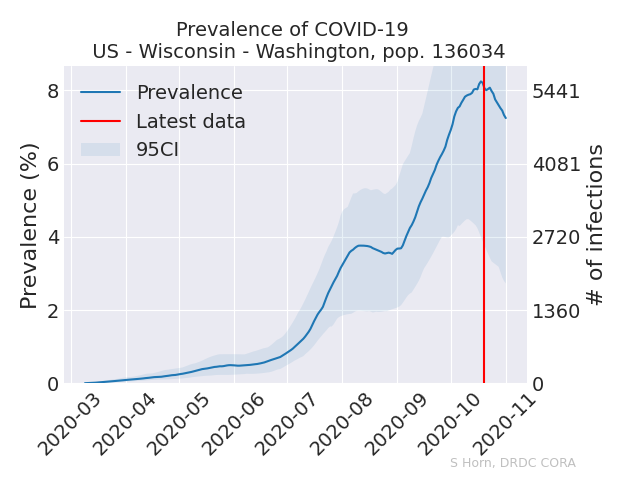 Prevalence of COVID-19
US - Wisconsin - Washington, pop. 136034
Prevalence
Latest data
95CI
Prevalence (%)
8
6
4
2
0
5441
4081
2720
1360
0
# of infections
2020-03
2020-04
2020-05
2020-06
2020-07
2020-08
2020-09
2020-10
2020-11
S Horn, DRDC CORA